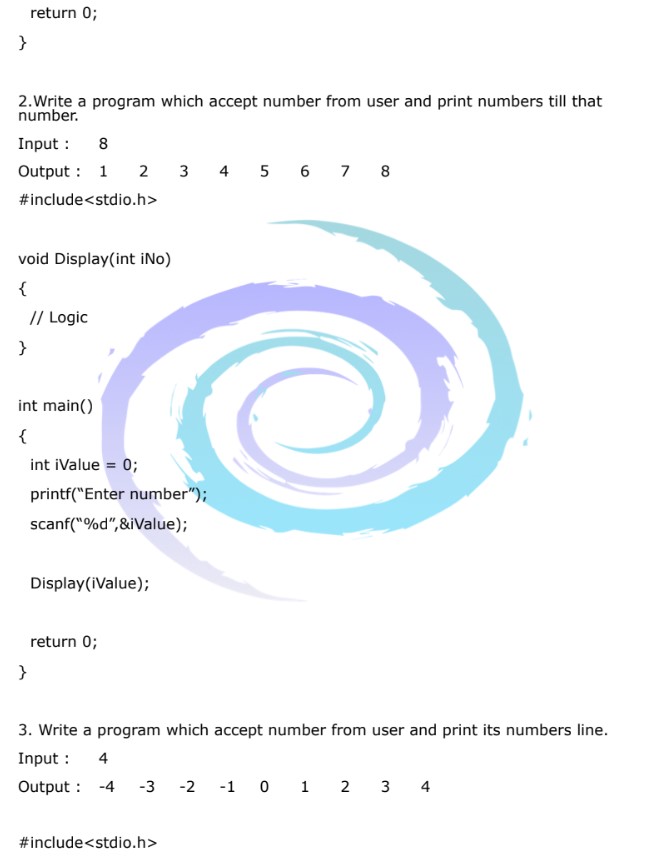 return 0;
}
2.Write a program which accept number from user and print numbers till that
number.
Input : 8
Output : 1 2 3 4 5 6 7 8
#include<stdio.h>
void Display(int iNo)
{
// Logic
}
int main()
{
int iValue = 0;
printf(“Enter number”);
scanf(“%d”,&iValue);
Display(iValue);
return 0;
}
3. Write a program which accept number from user and print its numbers line.
Input : 4
Output : -4 -3 -2 -1 0 1 2 3 4
#include<stdio.h>